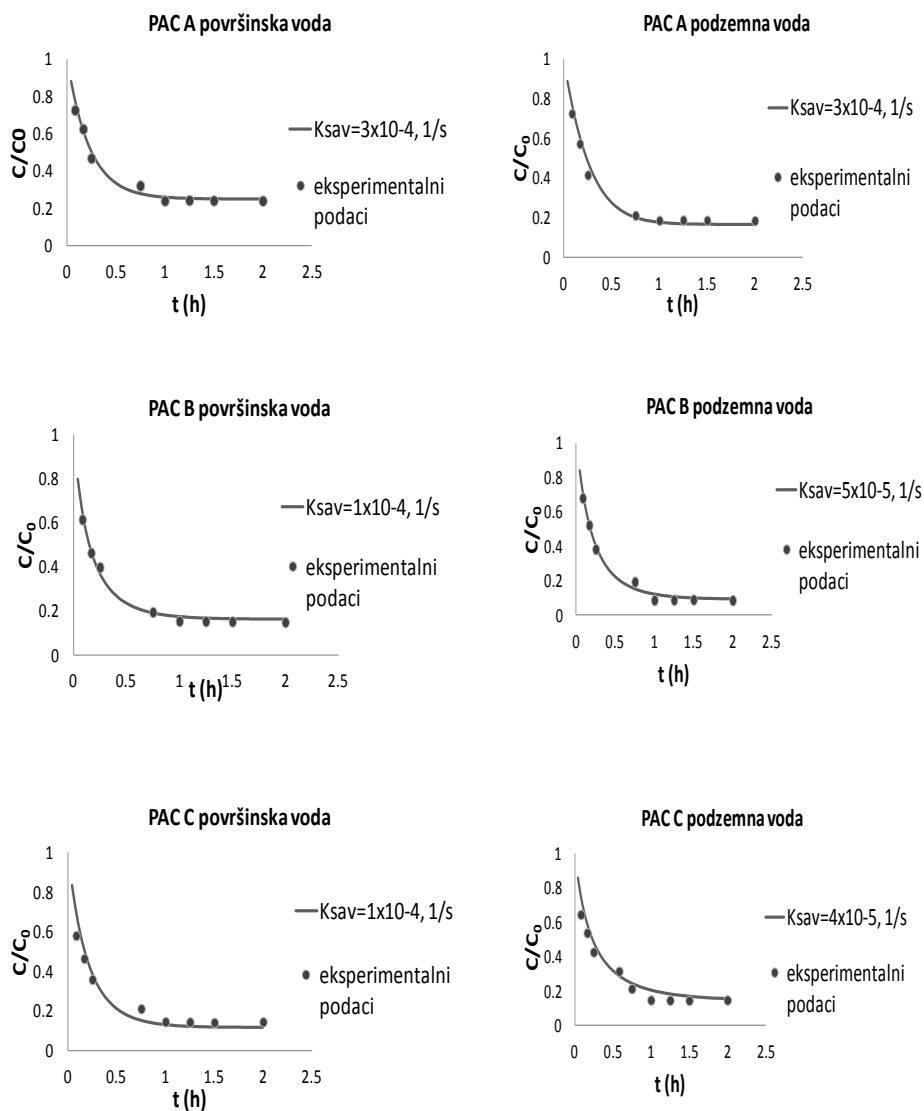 PAC A površinska voda
1
0.8
0.6
0.4
0.2
0
C/C0
0 0.5 1 1.5 2 2.5
t (h)
Ksav=3x10-4, 1/s
eksperimentalni
podaci
PAC A podzemna voda
1
0.8
0.6
0.4
0.2
0
C/C₀
0 0.5 1 1.5 2 2.5
t (h)
Ksav=3x10-4, 1/s
eksperimentalni
podaci
PAC B površinska voda
1
0.8
0.6
0.4
0.2
0
C/C₀
0 0.5 1 1.5 2 2.5
t (h)
Ksav=1x10-4, 1/s
eksperimentalni
podaci
PAC B podzemna voda
1
0.8
0.6
0.4
0.2
0
C/C₀
0 0.5 1 1.5 2 2.5
t (h)
Ksav=5x10-5, 1/s
eksperimentalni
podaci
PAC C površinska voda
1
0.8
0.6
0.4
0.2
0
C/C₀
0 0.5 1 1.5 2 2.5
t (h)
Ksav=1x10-4, 1/s
eksperimentalni
podaci
PAC C podzemna voda
1
0.8
0.6
0.4
0.2
0
C/C₀
0 0.5 1 1.5 2 2.5
t (h)
Ksav=4x10-5, 1/s
eksperimentalni
podaci